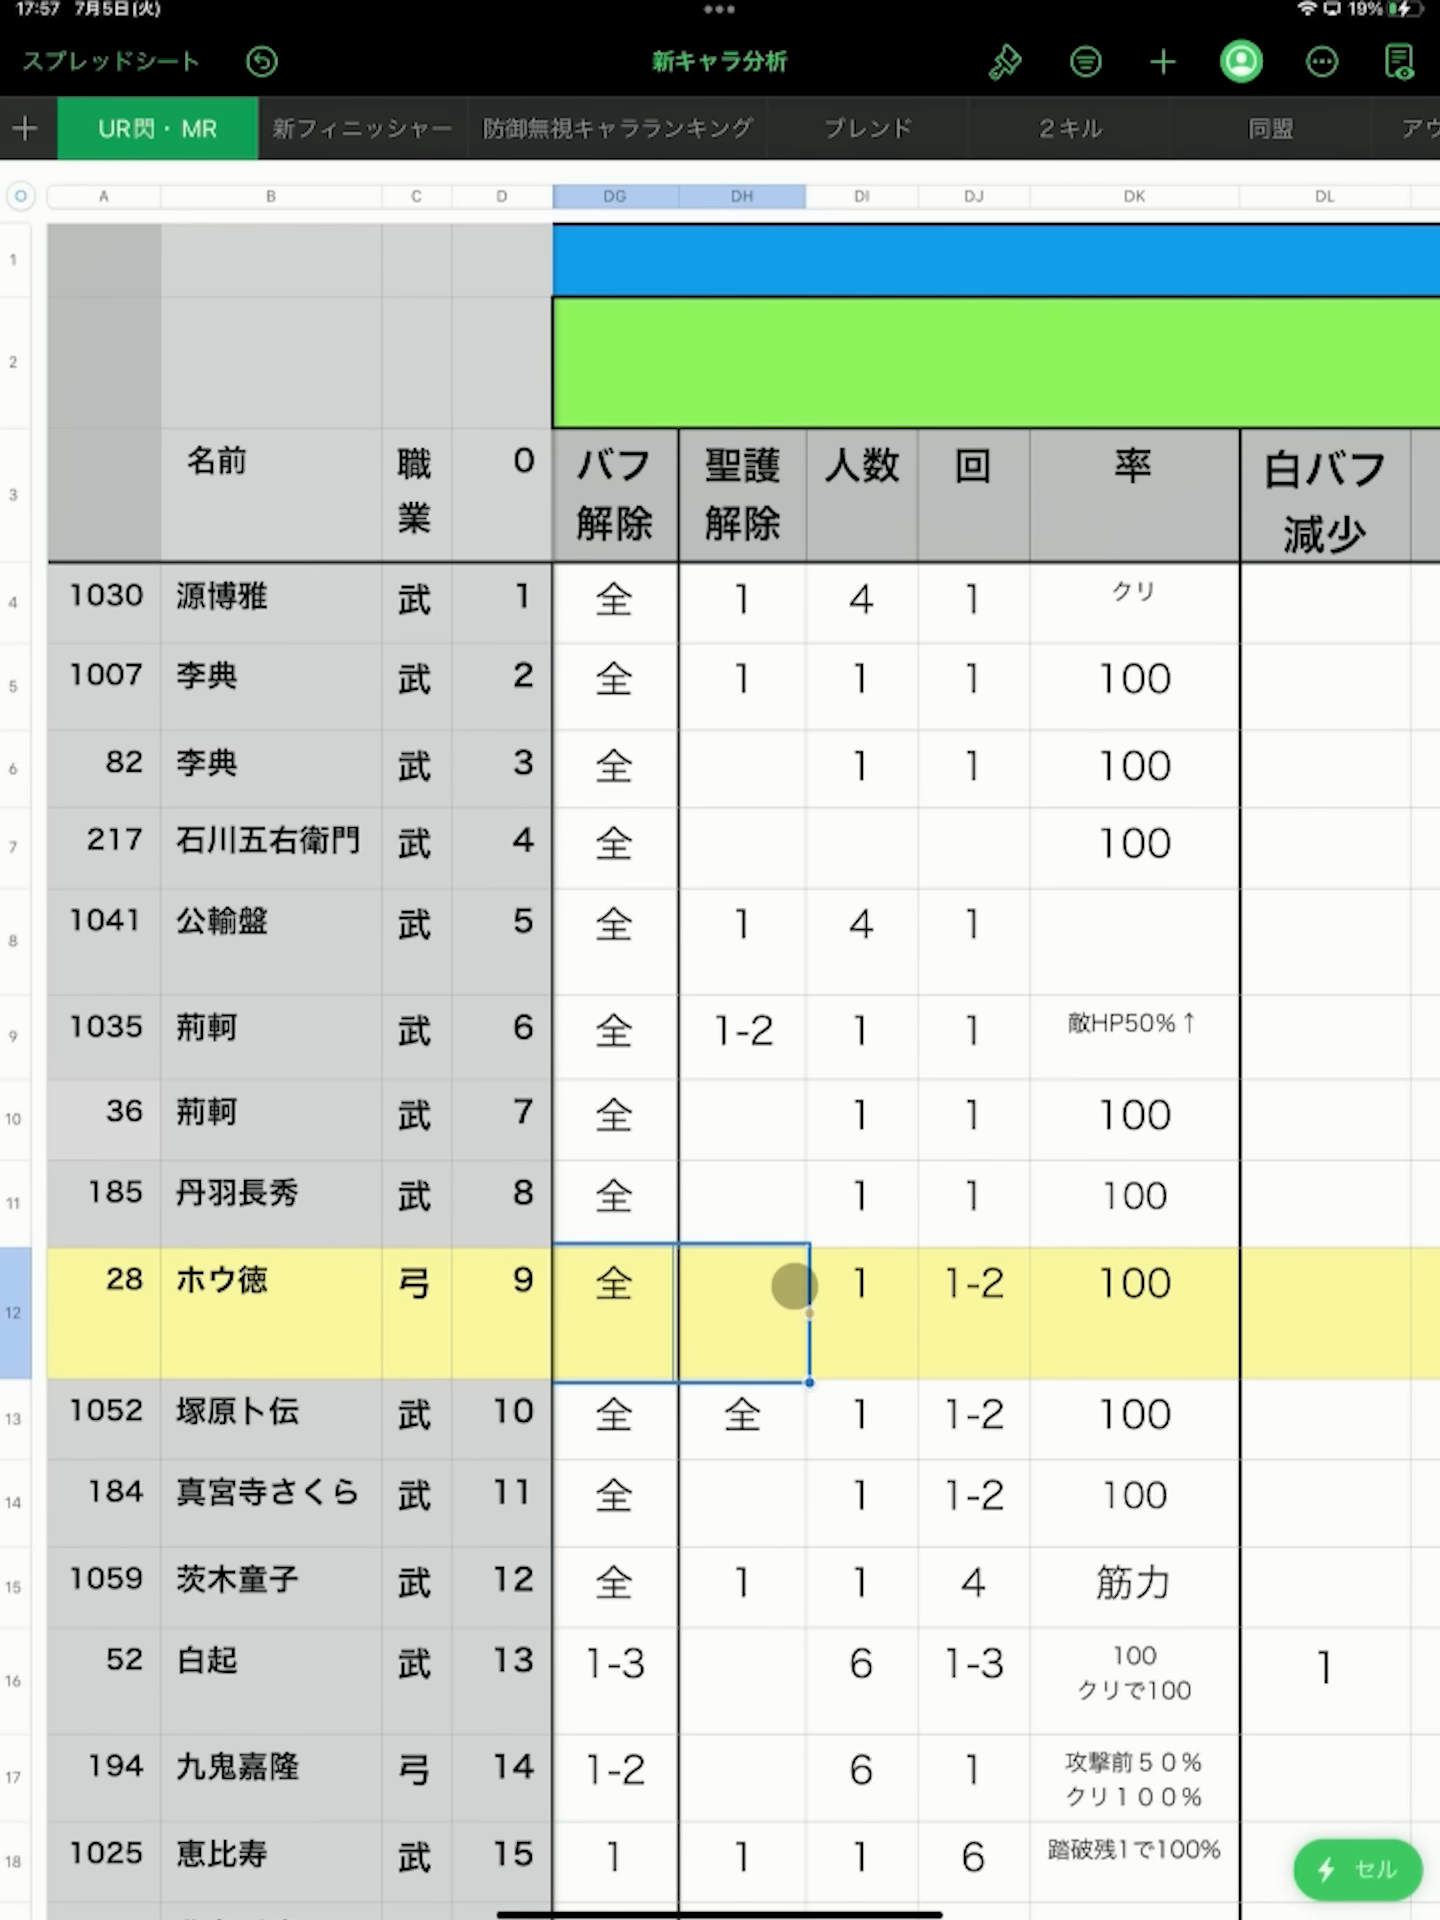 17:57 7月5日(火)
19%
スプレッドシート 新キャラ分析
UR閃・MR 新フィニッシャー 防御無視キャラランキング ブレンド 2キル 同盟 アウ
A B C D DG DH DI DJ DK DL
1
2
3 名前 職業 0 バフ解除 聖護解除 人数 回 率 白バフ減少
4 1030 源博雅 武 1 全 1 4 1 クリ
5 1007 李典 武 2 全 1 1 1 100
6 82 李典 武 3 全 1 1 100
7 217 石川五右衛門 武 4 全 100
8 1041 公輸盤 武 5 全 1 4 1
9 1035 荊軻 武 6 全 1-2 1 1 敵HP50%↑
10 36 荊軻 武 7 全 1 1 100
11 185 丹羽長秀 武 8 全 1 1 100
12 28 ホウ徳 弓 9 全 1 1-2 100
13 1052 塚原卜伝 武 10 全 全 1 1-2 100
14 184 真宮寺さくら 武 11 全 1 1-2 100
15 1059 茨木童子 武 12 全 1 1 4 筋力
16 52 白起 武 13 1-3 6 1-3 100 クリで100 1
17 194 九鬼嘉隆 弓 14 1-2 6 1 攻撃前50% クリ100%
18 1025 恵比寿 武 15 1 1 1 6 踏破残1で100%
セル